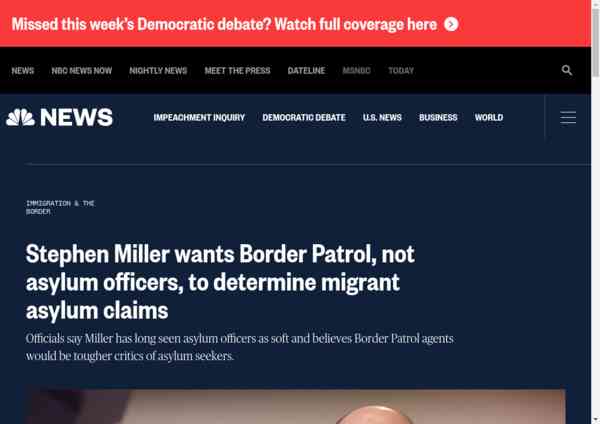 Missed this week's Democratic debate? Watch full coverage here
NEWS NBC NEWS NOW NIGHTLY NEWS MEET THE PRESS DATELINE MSNBC TODAY
NEWS IMPEACHMENT INQUIRY DEMOCRATIC DEBATE U.S. NEWS BUSINESS WORLD
IMMIGRATION & THE
BORDER
Stephen Miller wants Border Patrol, not
asylum officers, to determine migrant
asylum claims
Officials say Miller has long seen asylum officers as soft and believes Border Patrol agents
would be tougher critics of asylum seekers.